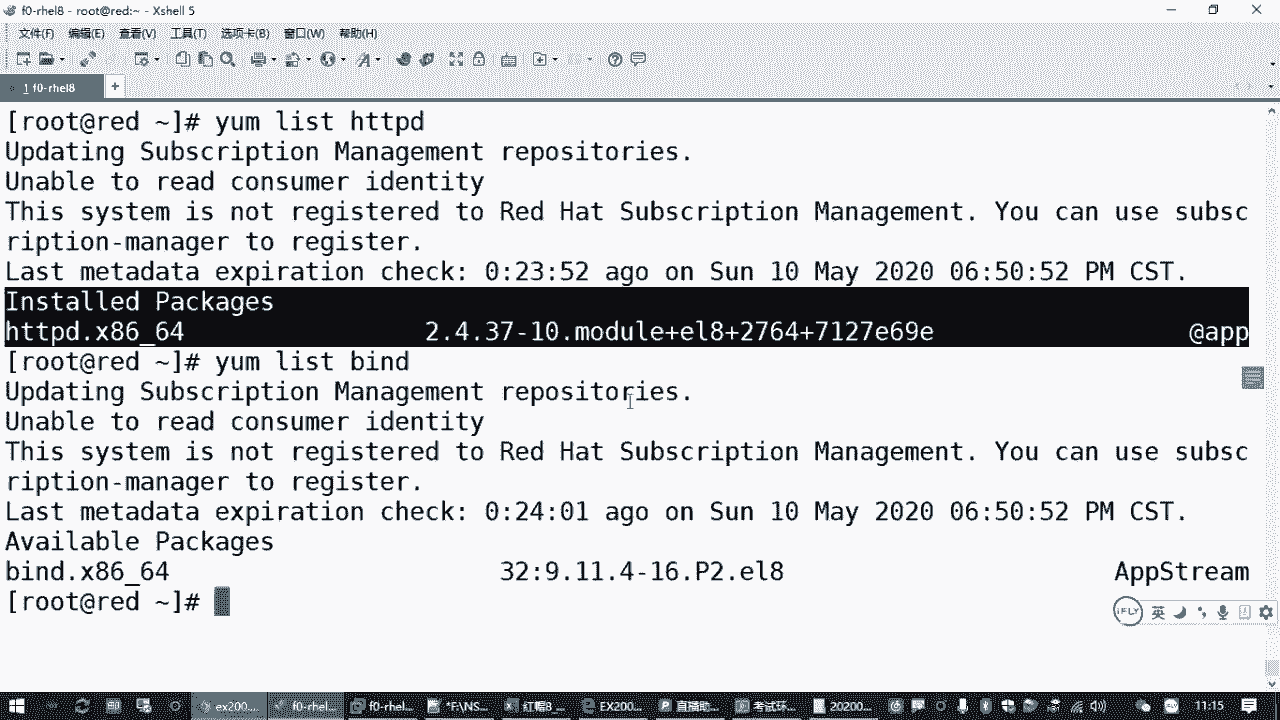 f0-rhel8 - root@red:~ - Xshell 5
文件(F) 编辑(E) 查看(V) 工具(T) 选项卡(B) 窗口(W) 帮助(H)
1 f0-rhel8
[root@red ~]# yum list httpd
Updating Subscription Management repositories.
Unable to read consumer identity
This system is not registered to Red Hat Subscription Management. You can use subsc
ription-manager to register.
Last metadata expiration check: 0:23:52 ago on Sun 10 May 2020 06:50:52 PM CST.
Installed Packages
httpd.x86_64 2.4.37-10.module+el8+2764+7127e69e @app
[root@red ~]# yum list bind
Updating Subscription Management repositories.
Unable to read consumer identity
This system is not registered to Red Hat Subscription Management. You can use subsc
ription-manager to register.
Last metadata expiration check: 0:24:01 ago on Sun 10 May 2020 06:50:52 PM CST.
Available Packages
bind.x86_64 32:9.11.4-16.P2.el8 AppStream
[root@red ~]#
iFLY 英
ex200... f0-rhel... f0-rhel... *F:\NS... 红帽8_... EX200... 直播助... 考试环... 20200... 11:15